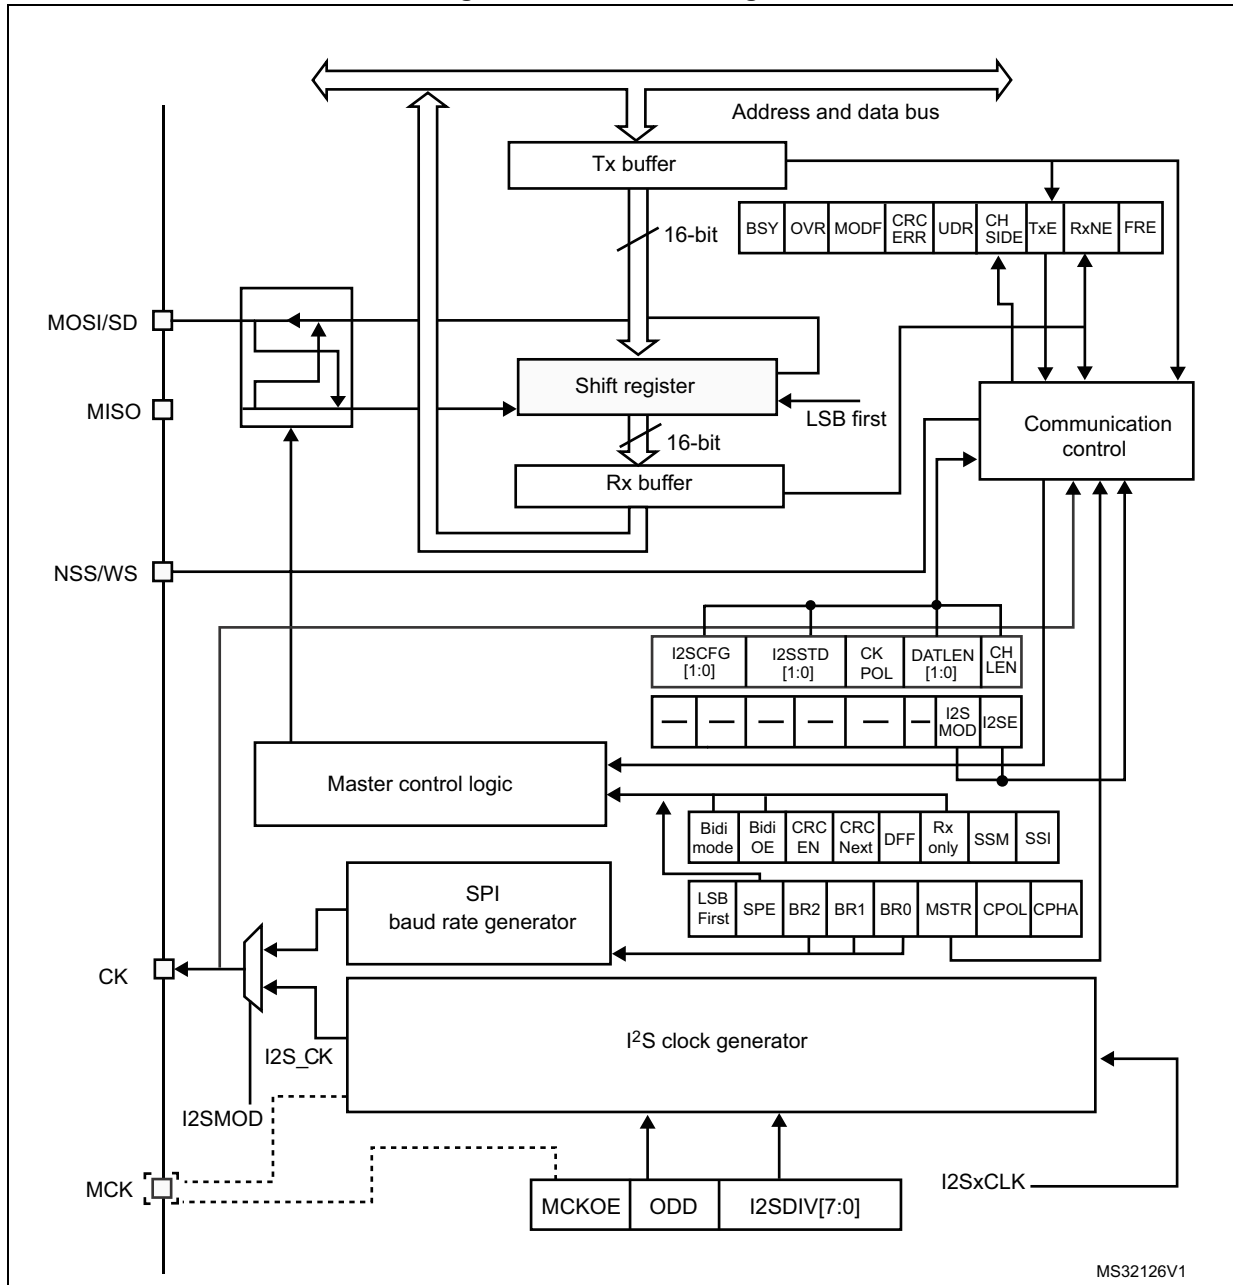 Address and data bus
Tx buffer
16-bit
BSY OVR MODF CRC ERR UDR CH SIDE TxE RxNE FRE
MOSI/SD
Shift register
MISO
LSB first
Communication
control
16-bit
Rx buffer
NSS/WS
I2SCFG [1:0] I2SSTD [1:0] CK POL DATLEN [1:0] CH LEN
— — — — — — I2S MOD I2SE
Master control logic
Bidi mode Bidi OE CRC EN CRC Next DFF Rx only SSM SSI
LSB First SPE BR2 BR1 BR0 MSTR CPOL CPHA
SPI
baud rate generator
CK
I2S_CK
I²S clock generator
I2SMOD
MCK
I2SxCLK
MCKOE ODD I2SDIV[7:0]
MS32126V1